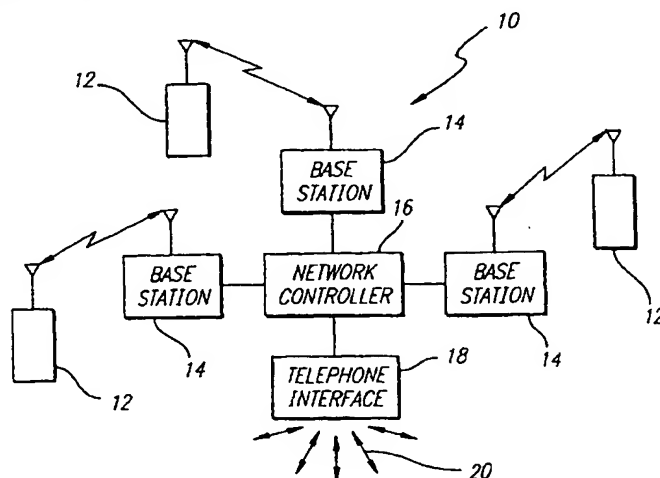 10
12
14
BASE
STATION
16
NETWORK
CONTROLLER
BASE
STATION
BASE
STATION
12
14
14
12
TELEPHONE
INTERFACE
18
20